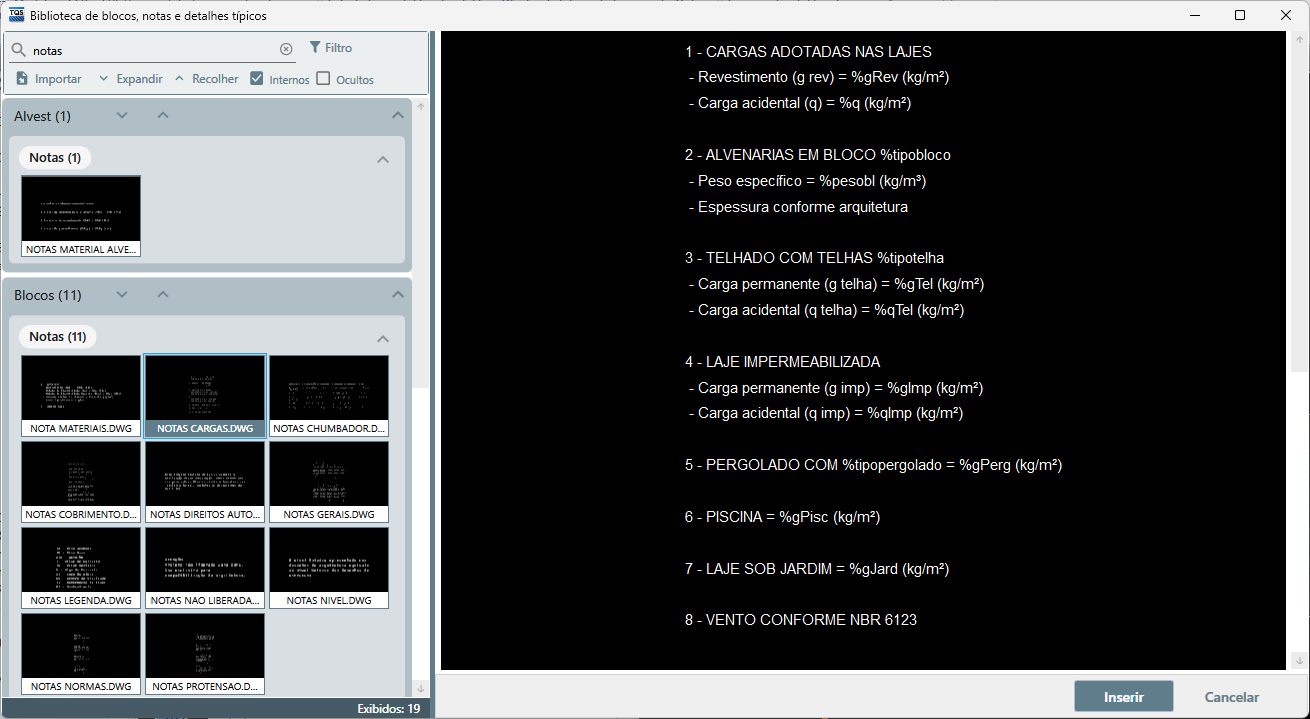 TQS Biblioteca de blocos, notas e detalhes típicos
notas
Filtro
Importar Expandir Recolher Internos Ocultos
Alvest (1)
Notas (1)
NOTAS MATERIAL ALVE...
Blocos (11)
Notas (11)
NOTA MATERIAIS.DWG NOTAS CARGAS.DWG NOTAS CHUMBADOR.D...
NOTAS COBRIMENTO.D... NOTAS DIREITOS AUTO... NOTAS GERAIS.DWG
NOTAS LEGENDA.DWG NOTAS NAO LIBERADA... NOTAS NIVEL.DWG
NOTAS NORMAS.DWG NOTAS PROTENSAO.D...
Exibidos: 19
1 - CARGAS ADOTADAS NAS LAJES
- Revestimento (g rev) = %gRev (kg/m²)
- Carga acidental (q) = %q (kg/m²)
2 - ALVENARIAS EM BLOCO %tipobloco
- Peso específico = %pesobl (kg/m³)
- Espessura conforme arquitetura
3 - TELHADO COM TELHAS %tipotelha
- Carga permanente (g telha) = %gTel (kg/m²)
- Carga acidental (q telha) = %qTel (kg/m²)
4 - LAJE IMPERMEABILIZADA
- Carga permanente (g imp) = %gImp (kg/m²)
- Carga acidental (q imp) = %qImp (kg/m²)
5 - PERGOLADO COM %tipopergolado = %gPerg (kg/m²)
6 - PISCINA = %gPisc (kg/m²)
7 - LAJE SOB JARDIM = %gJard (kg/m²)
8 - VENTO CONFORME NBR 6123
Inserir Cancelar